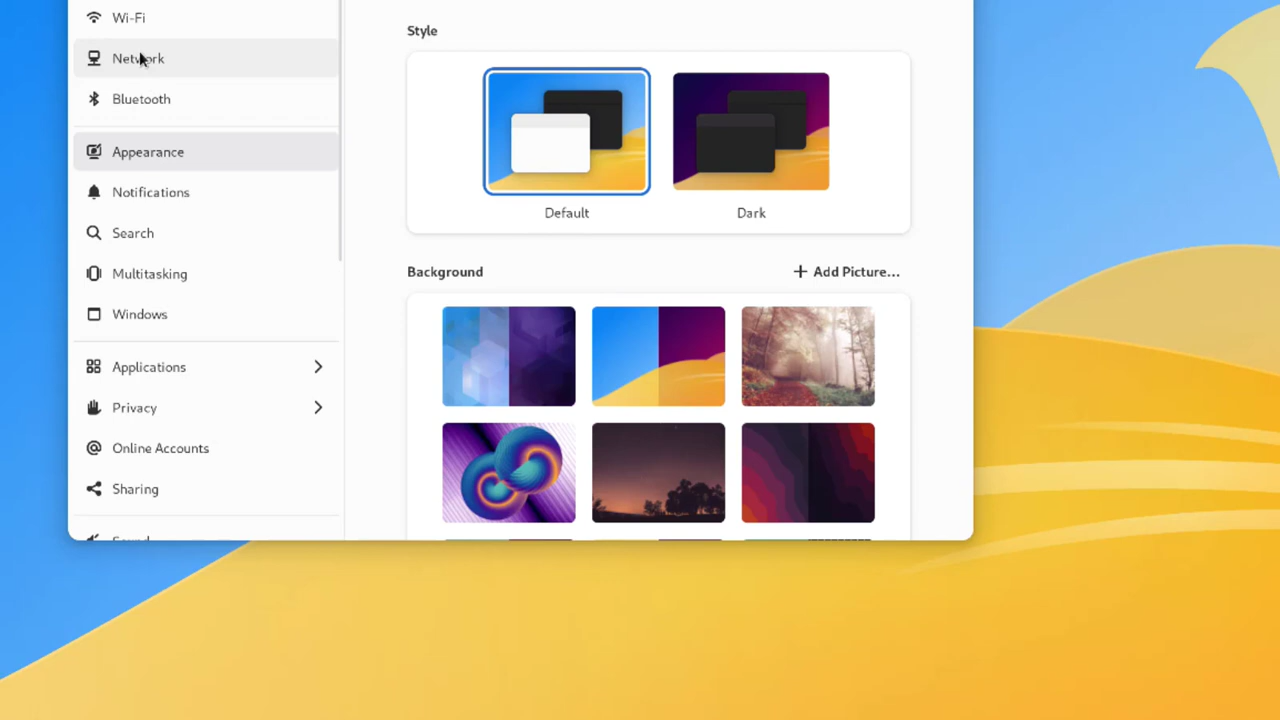 Wi-Fi
Network
Bluetooth
Appearance
Notifications
Search
Multitasking
Windows
Applications
Privacy
Online Accounts
Sharing
Sound
Style
Default
Dark
Background
Add Picture...